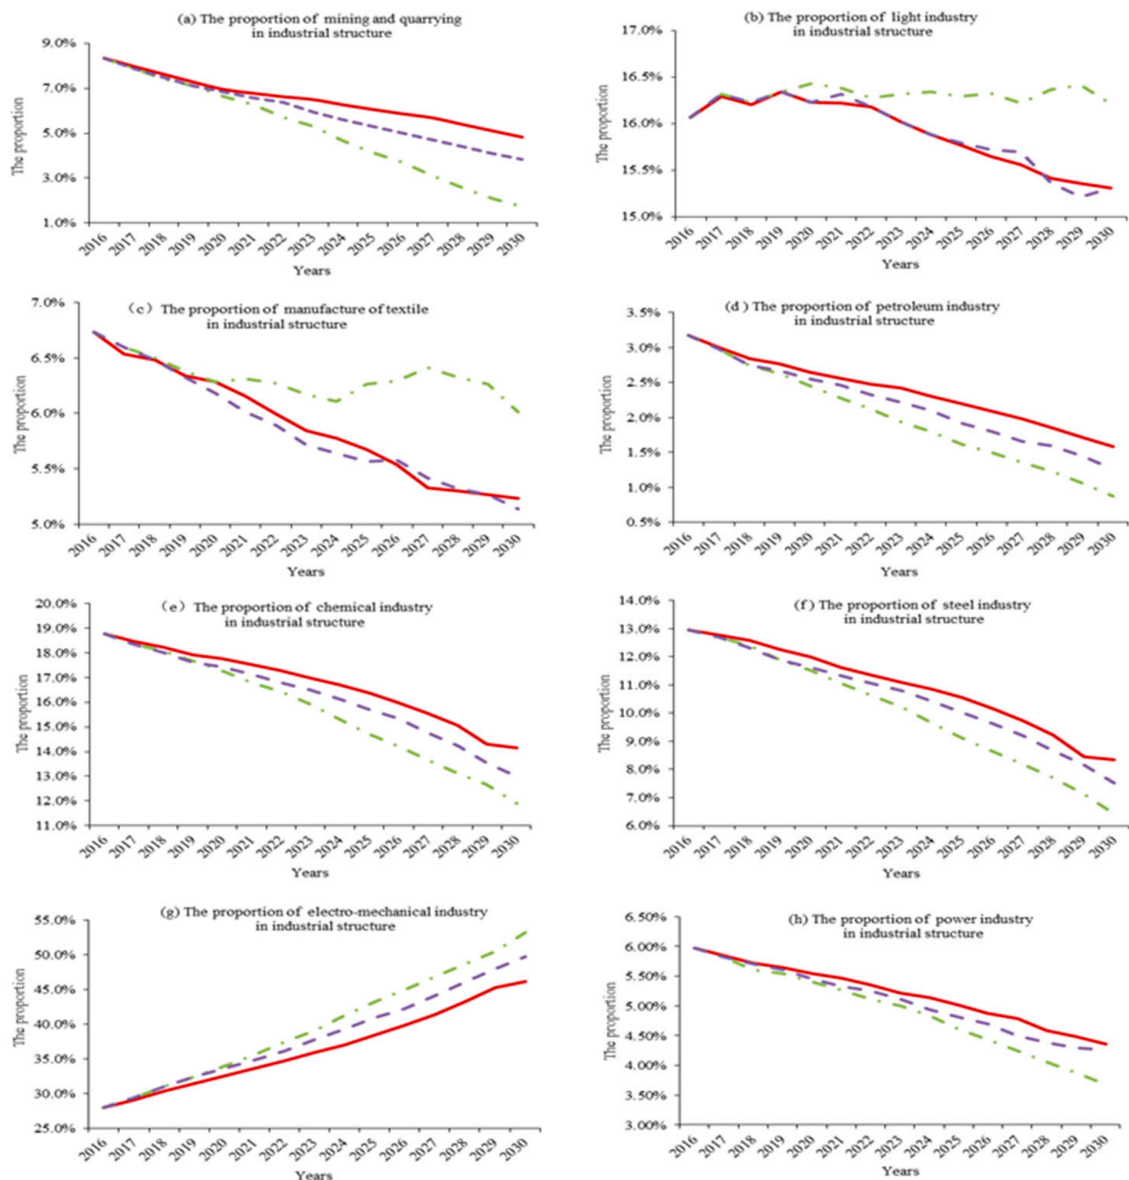 (a) The proportion of mining and quarrying
in industrial structure
The proportion
9.0%
7.0%
5.0%
3.0%
1.0%
2016 2017 2018 2019 2020 2021 2022 2023 2024 2025 2026 2027 2028 2029 2030
Years
(b) The proportion of light industry
in industrial structure
The proportion
17.0%
16.5%
16.0%
15.5%
15.0%
2016 2017 2018 2019 2020 2021 2022 2023 2024 2025 2026 2027 2028 2029 2030
Years
(c) The proportion of manufacture of textile
in industrial structure
The proportion
7.0%
6.5%
6.0%
5.5%
5.0%
2016 2017 2018 2019 2020 2021 2022 2023 2024 2025 2026 2027 2028 2029 2030
Years
(d ) The proportion of petroleum industry
in industrial structure
The proportion
3.5%
3.0%
2.5%
2.0%
1.5%
1.0%
0.5%
2016 2017 2018 2019 2020 2021 2022 2023 2024 2025 2026 2027 2028 2029 2030
Years
(e) The proportion of chemical industry
in industrial structure
The proportion
20.0%
19.0%
18.0%
17.0%
16.0%
15.0%
14.0%
13.0%
12.0%
11.0%
2016 2017 2018 2019 2020 2021 2022 2023 2024 2025 2026 2027 2028 2029 2030
Years
(f) The proportion of steel industry
in industrial structure
The proportion
14.0%
13.0%
12.0%
11.0%
10.0%
9.0%
8.0%
7.0%
6.0%
2016 2017 2018 2019 2020 2021 2022 2023 2024 2025 2026 2027 2028 2029 2030
Years
(g) The proportion of electro-mechanical industry
in industrial structure
The proportion
55.0%
50.0%
45.0%
40.0%
35.0%
30.0%
25.0%
2016 2017 2018 2019 2020 2021 2022 2023 2024 2025 2026 2027 2028 2029 2030
Years
(h) The proportion of power industry
in industrial structure
The proportion
6.50%
6.00%
5.50%
5.00%
4.50%
4.00%
3.50%
3.00%
2016 2017 2018 2019 2020 2021 2022 2023 2024 2025 2026 2027 2028 2029 2030
Years